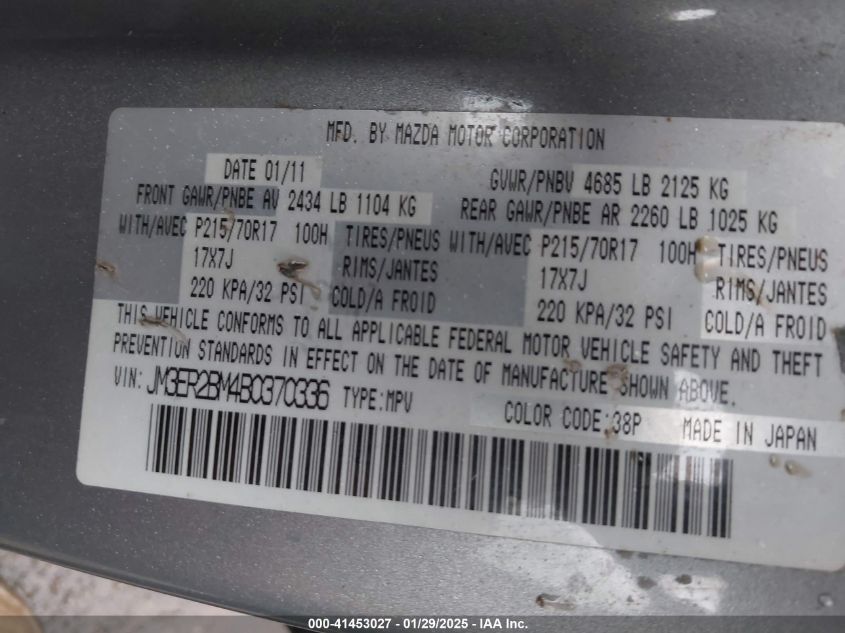 MFD. BY MAZDA MOTOR CORPORATION
DATE 01/11 GVWR/PNBV 4685 LB 2125 KG
FRONT GAWR/PNBE AV 2434 LB 1104 KG REAR GAWR/PNBE AR 2260 LB 1025 KG
WITH/AVEC P215/70R17 100H TIRES/PNEUS WITH/AVEC P215/70R17 100H TIRES/PNEUS
17X7J RIMS/JANTES 17X7J RIMS/JANTES
220 KPA/32 PSI COLD/A FROID 220 KPA/32 PSI COLD/A FROID
THIS VEHICLE CONFORMS TO ALL APPLICABLE FEDERAL MOTOR VEHICLE SAFETY AND THEFT
PREVENTION STANDARDS IN EFFECT ON THE DATE OF MANUFACTURE SHOWN ABOVE.
VIN: JM3ER2BM4B0370336 TYPE:MPV
COLOR CODE:38P MADE IN JAPAN
000-41453027 - 01/29/2025 - IAA Inc.